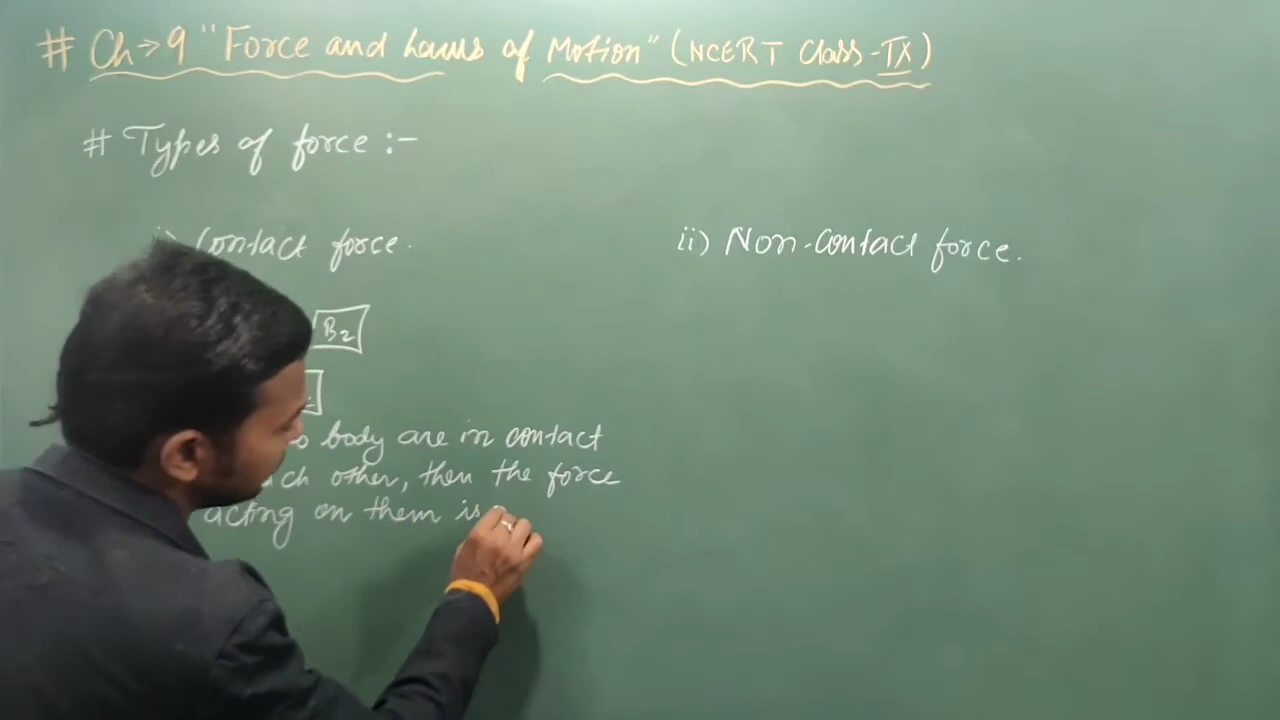 # Ch→9 "Force and Laws of Motion" (NCERT Class-IX)
# Types of force :-
i) Contact force.
ii) Non-Contact force.
B2
body are in contact
other, then the force
acting on them is